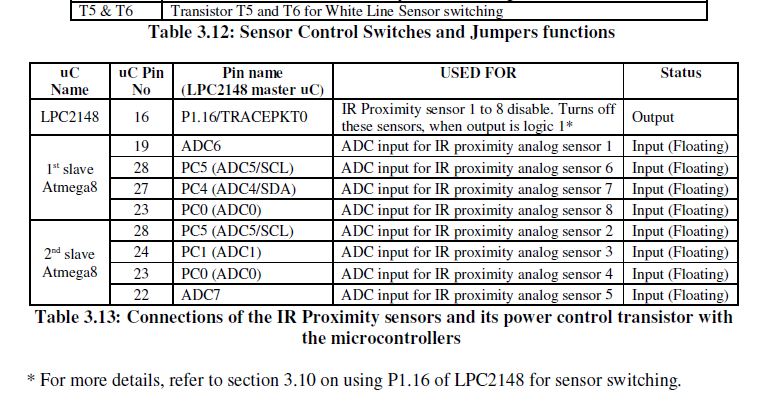 T5 & T6 Transistor T5 and T6 for White Line Sensor switching
Table 3.12: Sensor Control Switches and Jumpers functions
uC Name uC Pin No Pin name (LPC2148 master uC) USED FOR Status
LPC2148 16 P1.16/TRACEPKT0 IR Proximity sensor 1 to 8 disable. Turns off these sensors, when output is logic 1* Output
1st slave Atmega8 19 ADC6 ADC input for IR proximity analog sensor 1 Input (Floating)
28 PC5 (ADC5/SCL) ADC input for IR proximity analog sensor 6 Input (Floating)
27 PC4 (ADC4/SDA) ADC input for IR proximity analog sensor 7 Input (Floating)
23 PC0 (ADC0) ADC input for IR proximity analog sensor 8 Input (Floating)
2nd slave Atmega8 28 PC5 (ADC5/SCL) ADC input for IR proximity analog sensor 2 Input (Floating)
24 PC1 (ADC1) ADC input for IR proximity analog sensor 3 Input (Floating)
23 PC0 (ADC0) ADC input for IR proximity analog sensor 4 Input (Floating)
22 ADC7 ADC input for IR proximity analog sensor 5 Input (Floating)
Table 3.13: Connections of the IR Proximity sensors and its power control transistor with
the microcontrollers
* For more details, refer to section 3.10 on using P1.16 of LPC2148 for sensor switching.